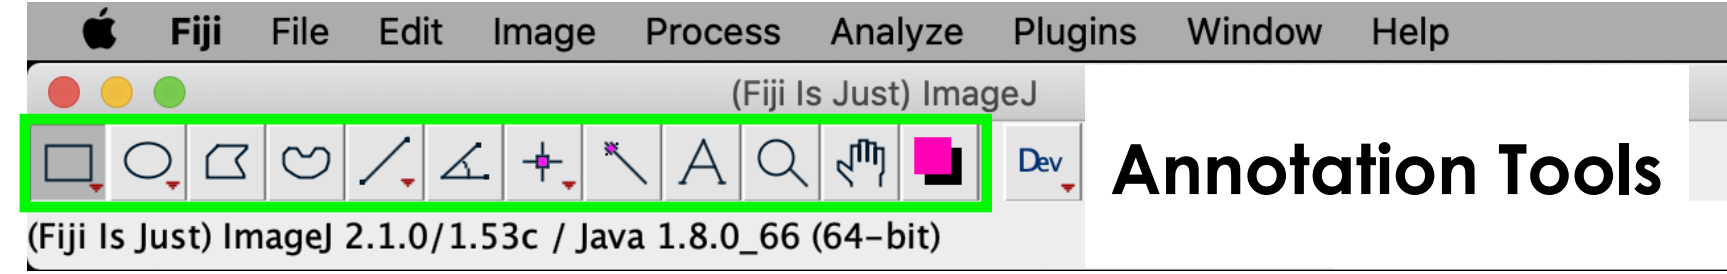 Fiji File Edit Image Process Analyze Plugins Window Help
(Fiji Is Just) ImageJ
A Dev Annotation Tools
(Fiji Is Just) ImageJ 2.1.0/1.53c / Java 1.8.0_66 (64-bit)